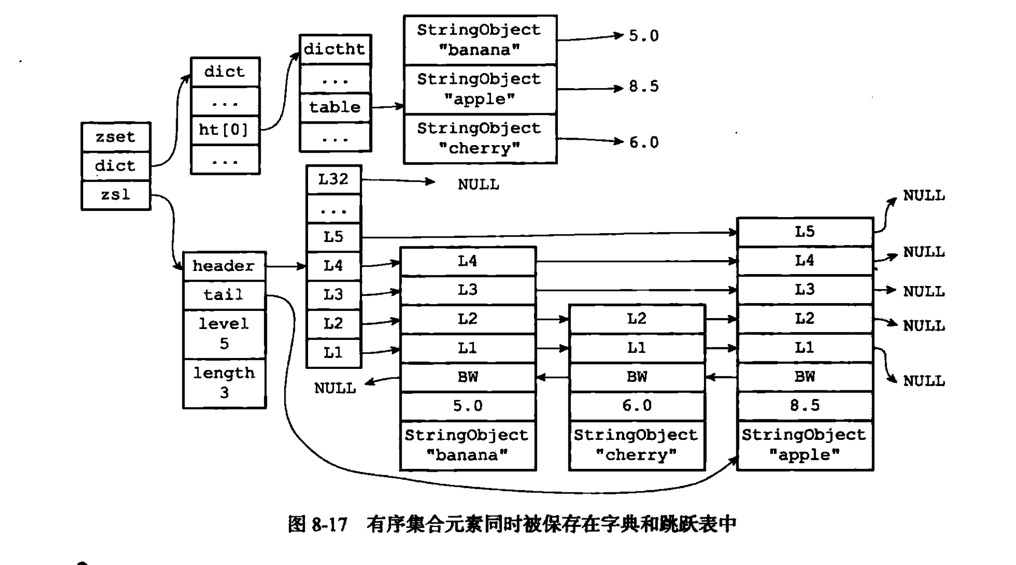 zset
dict
zsl
dict
...
ht[0]
...
dictht
...
table
...
StringObject
"banana"
StringObject
"apple"
StringObject
"cherry"
5.0
8.5
6.0
header
tail
level
5
length
3
L32
...
L5
L4
L3
L2
L1
NULL
NULL
L4
L3
L2
L1
BW
5.0
StringObject
"banana"
L2
L1
BW
6.0
StringObject
"cherry"
L5
L4
L3
L2
L1
BW
8.5
StringObject
"apple"
NULL
NULL
NULL
NULL
NULL
图 8-17 有序集合元素同时被保存在字典和跳跃表中